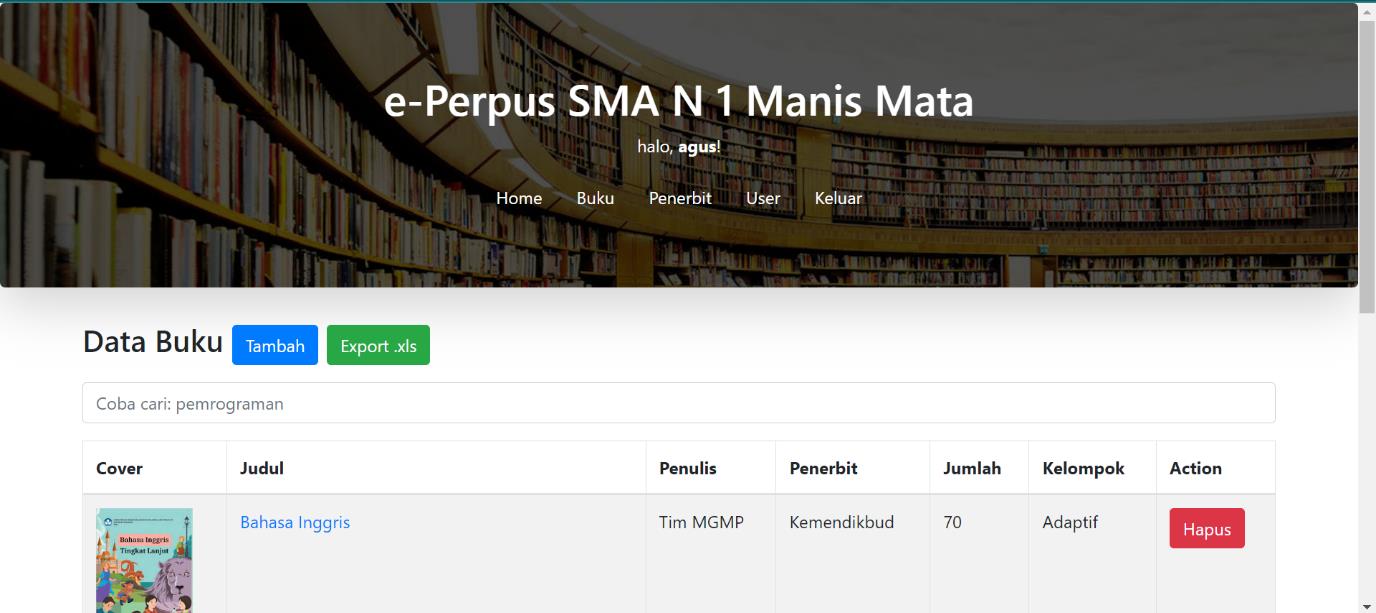 e-Perpus SMA N 1 Manis Mata
halo, agus!
Home Buku Penerbit User Keluar
Data Buku Tambah Export .xls
Coba cari: pemrograman
Cover Judul Penulis Penerbit Jumlah Kelompok Action
Bahasa Inggris Tim MGMP Kemendikbud 70 Adaptif Hapus
Bahasa Inggris
Tingkat Lanjut